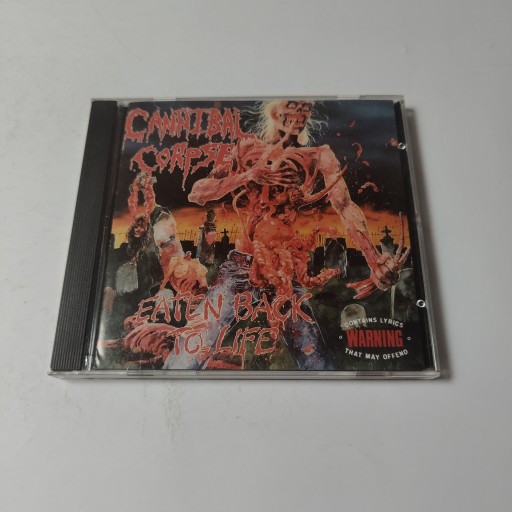 CANNIBAL
CORPSE
EATEN BACK
TO LIFE
CONTAINS LYRICS
WARNING
THAT MAY OFFEND